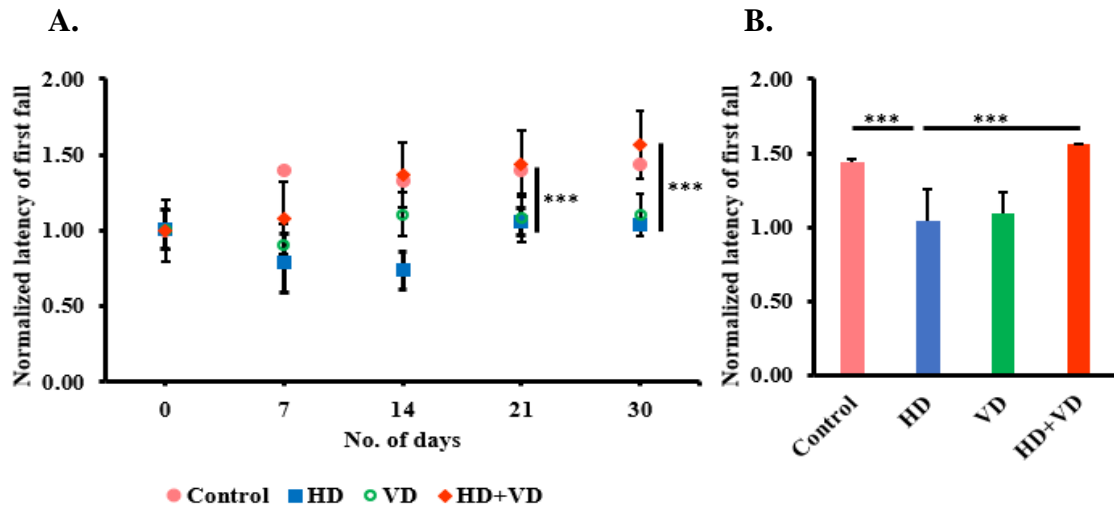 A.
Normalized latency of first fall
2.00
1.50
1.00
0.50
0.00
***
***
0 7 14 21 30
No. of days
Control HD VD HD+VD
B.
Normalized latency of first fall
2.00
1.50
1.00
0.50
0.00
*** ***
Control HD VD HD+VD